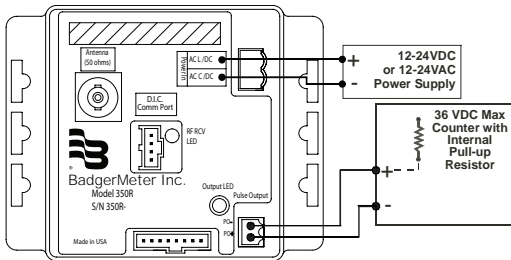 Antenna
(50 ohms)
Power In
AC L /DC
AC C /DC
+
-
12-24VDC
or 12-24VAC
Power Supply
D.I.C.
Comm Port
RF RCV
LED
36 VDC Max
Counter with
Internal
Pull-up
Resistor
+
-
®
BadgerMeter Inc.
Model 350R
S/N 350R-
Output LED
Pulse Output
PO-
Made in USA